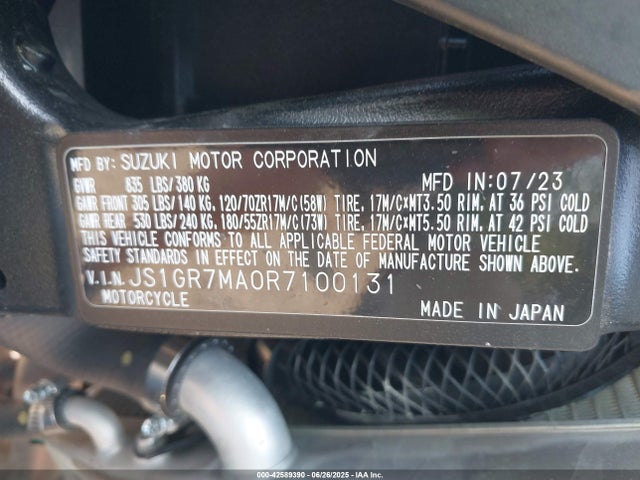 MFD BY: SUZUKI MOTOR CORPORATION
GVWR 835 LBS/380 KG MFD IN: 07/23
GAWR FRONT 305 LBS/140 KG, 120/70ZR17M/C(58W) TIRE, 17M/C×MT3.50 RIM, AT 36 PSI COLD
GAWR REAR 530 LBS/240 KG, 180/55ZR17M/C(73W) TIRE, 17M/C×MT5.50 RIM, AT 42 PSI COLD
THIS VEHICLE CONFORMS TO ALL APPLICABLE FEDERAL MOTOR VEHICLE
SAFETY STANDARDS IN EFFECT ON THE DATE OF MANUFACTURE SHOWN ABOVE.
V.I.N. JS1GR7MA0R7100131
MOTORCYCLE MADE IN JAPAN
000-42589390 - 06/26/2025 - IAA Inc.